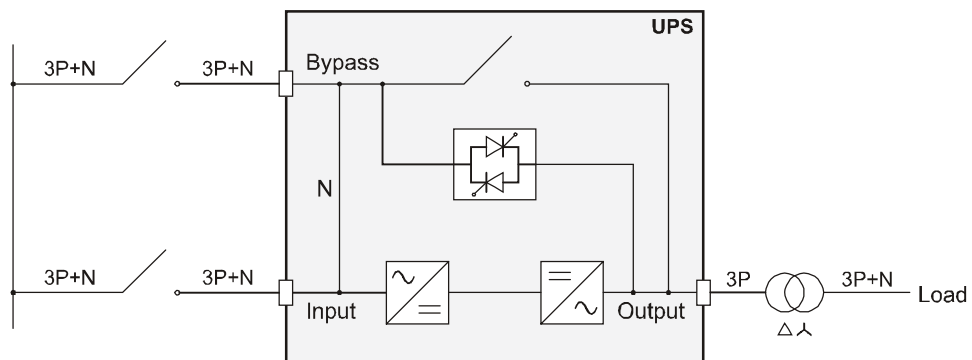 UPS
3P+N
3P+N
Bypass
N
3P+N
3P+N
Input
Output
3P
3P+N
Load